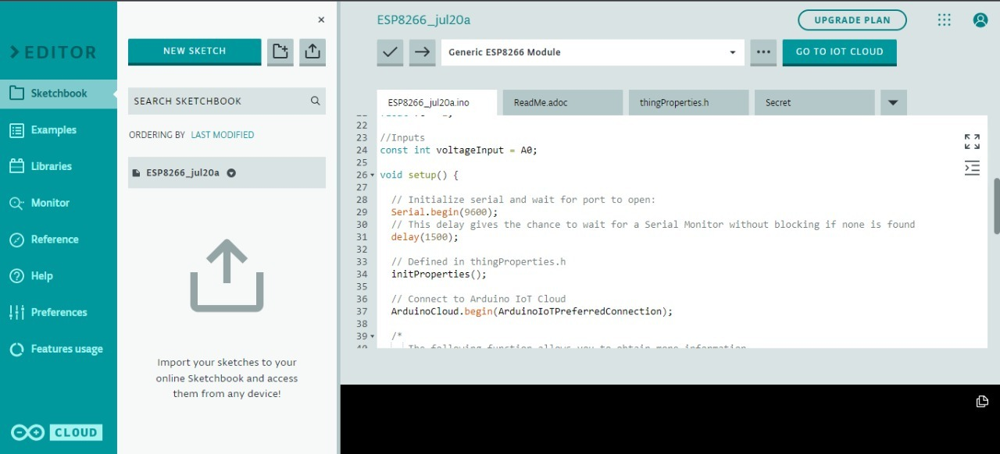 EDITOR
Sketchbook
Examples
Libraries
Monitor
Reference
Help
Preferences
Features usage
CLOUD
×
NEW SKETCH
SEARCH SKETCHBOOK
ORDERING BY LAST MODIFIED
ESP8266_jul20a
Import your sketches to your
online Sketchbook and access
them from any device!
ESP8266_jul20a
UPGRADE PLAN
Generic ESP8266 Module
GO TO IOT CLOUD
ESP8266_jul20a.ino
ReadMe.adoc
thingProperties.h
Secret
22
23 //Inputs
24 const int voltageInput = A0;
25
26 void setup() {
27
28 // Initialize serial and wait for port to open:
29 Serial.begin(9600);
30 // This delay gives the chance to wait for a Serial Monitor without blocking if none is found
31 delay(1500);
32
33 // Defined in thingProperties.h
34 initProperties();
35
36 // Connect to Arduino IoT Cloud
37 ArduinoCloud.begin(ArduinoIoTPreferredConnection);
38
39 /*
40 The following function allows you to obtain more information